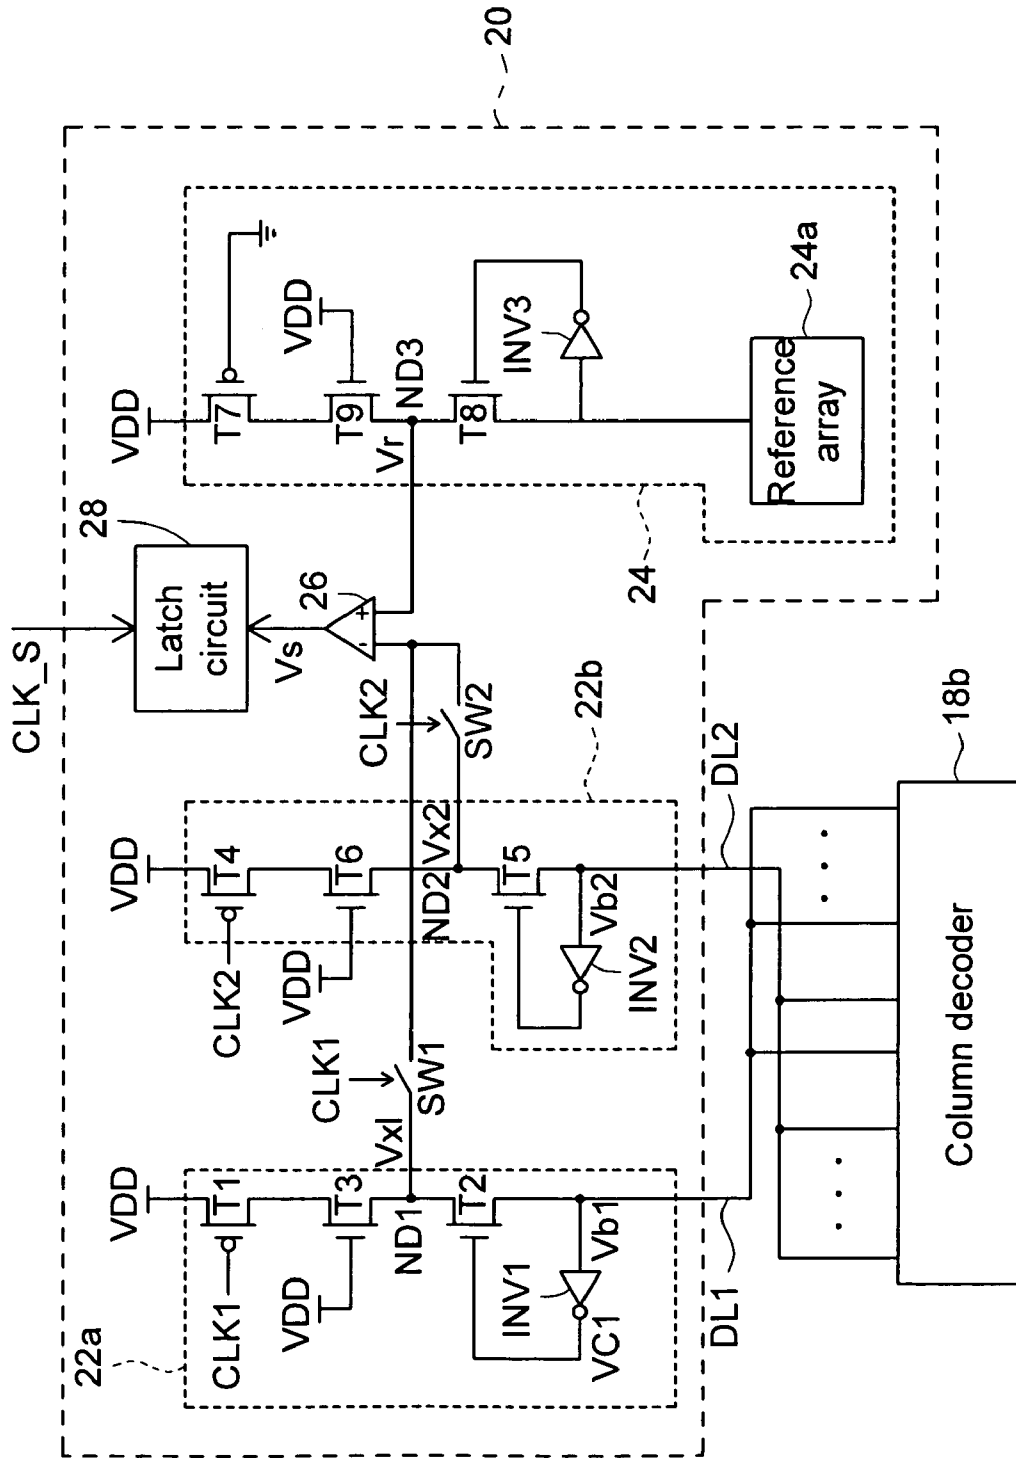 CLK_S
20
28
Latch
circuit
Vs
26
-
+
VDD
T7
VDD
T9
Vr
ND3
T8
INV3
24
Reference
array
24a
22a
VDD
CLK1
T1
VDD
T3
ND1
Vxl
T2
INV1
VC1
Vb1
CLK1
SW1
VDD
CLK2
T4
VDD
T6
ND2
Vx2
T5
INV2
Vb2
CLK2
SW2
22b
DL1
DL2
18b
Column decoder